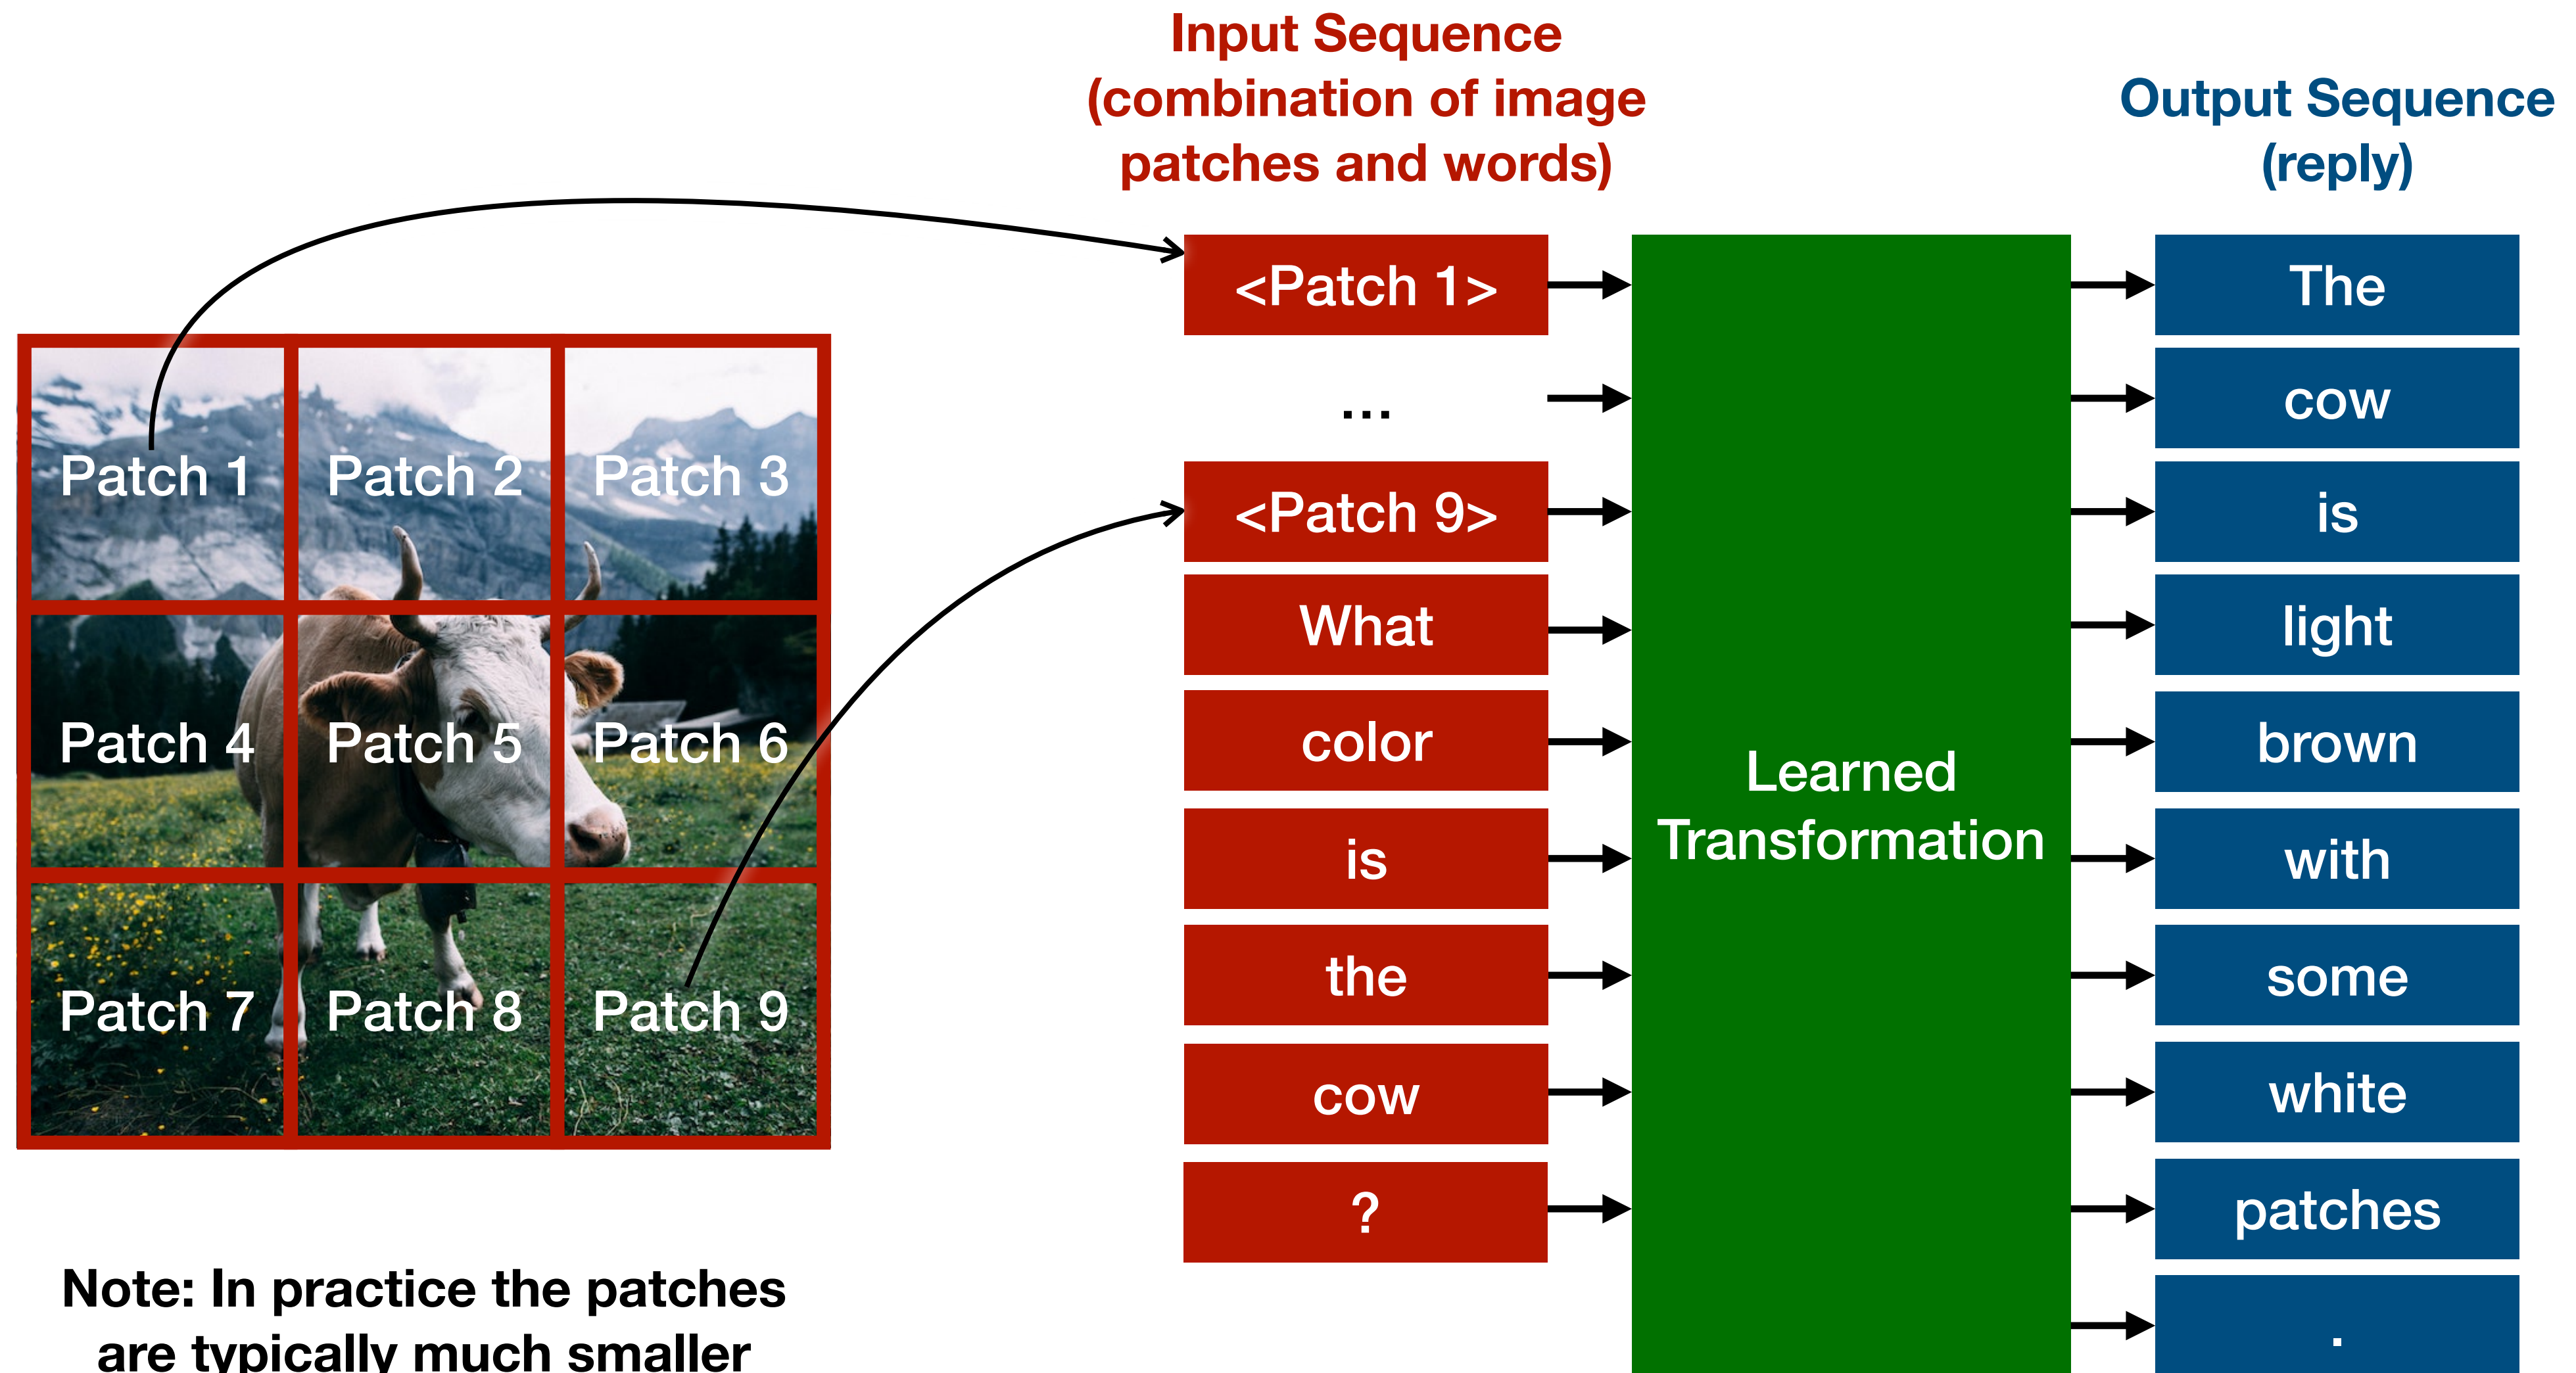 Input Sequence
(combination of image
patches and words)
Output Sequence
(reply)
Patch 1
Patch 2
Patch 3
Patch 4
Patch 5
Patch 6
Patch 7
Patch 8
Patch 9
Note: In practice the patches
are typically much smaller
<Patch 1>
...
<Patch 9>
What
color
is
the
cow
?
Learned
Transformation
The
cow
is
light
brown
with
some
white
patches
.